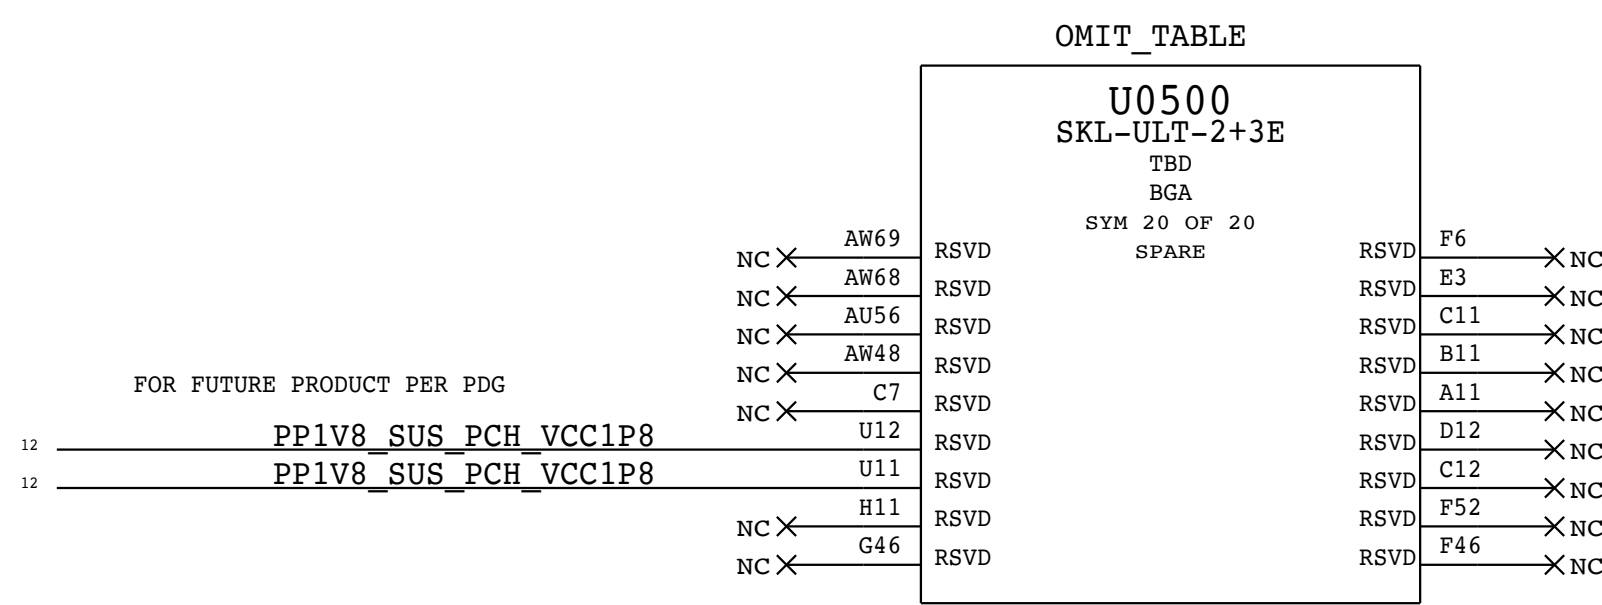 OMIT_TABLE
U0500
SKL-ULT-2+3E
TBD
BGA
SYM 20 OF 20
SPARE
NC AW69 RSVD RSVD F6 NC
NC AW68 RSVD RSVD E3 NC
NC AU56 RSVD RSVD C11 NC
NC AW48 RSVD RSVD B11 NC
FOR FUTURE PRODUCT PER PDG
NC C7 RSVD RSVD A11 NC
12 PP1V8_SUS_PCH_VCC1P8 U12 RSVD RSVD D12 NC
12 PP1V8_SUS_PCH_VCC1P8 U11 RSVD RSVD C12 NC
NC H11 RSVD RSVD F52 NC
NC G46 RSVD RSVD F46 NC